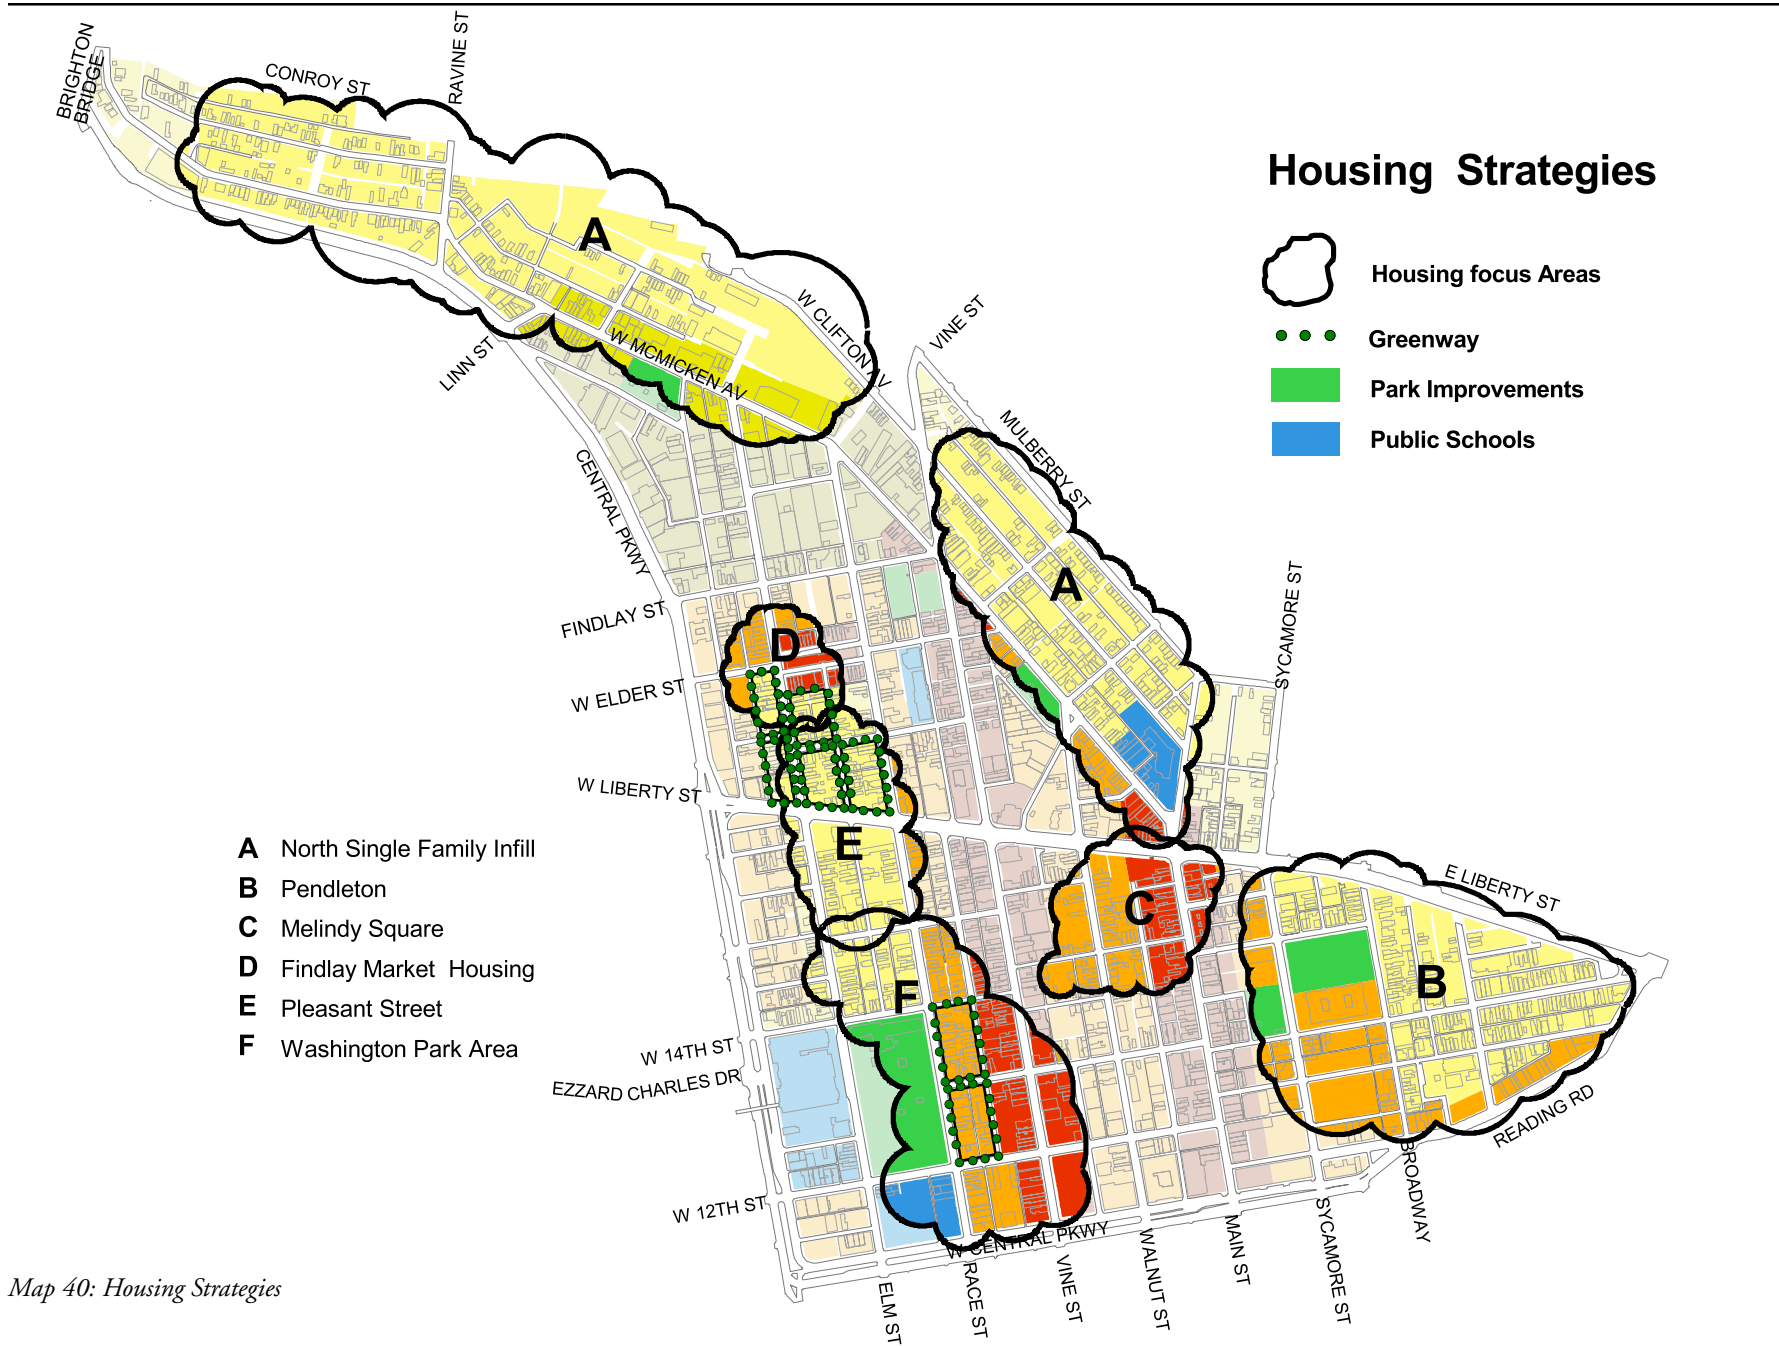 BRIGHTON
BRIDGE
CONROY ST
RAVINE ST
Housing Strategies
Housing focus Areas
Greenway
Park Improvements
Public Schools
A
W CLIFTON AV
VINE ST
W MCMICKEN AV
LINN ST
MULBERRY ST
CENTRAL PKWY
A
SYCAMORE ST
FINDLAY ST
D
W ELDER ST
W LIBERTY ST
E
A North Single Family Infill
B Pendleton
C Melindy Square
D Findlay Market Housing
E Pleasant Street
F Washington Park Area
E LIBERTY ST
C
B
F
W 14TH ST
EZZARD CHARLES DR
READING RD
BROADWAY
W 12TH ST
W CENTRAL PKWY
ELM ST
RACE ST
VINE ST
WALNUT ST
MAIN ST
SYCAMORE ST
Map 40: Housing Strategies